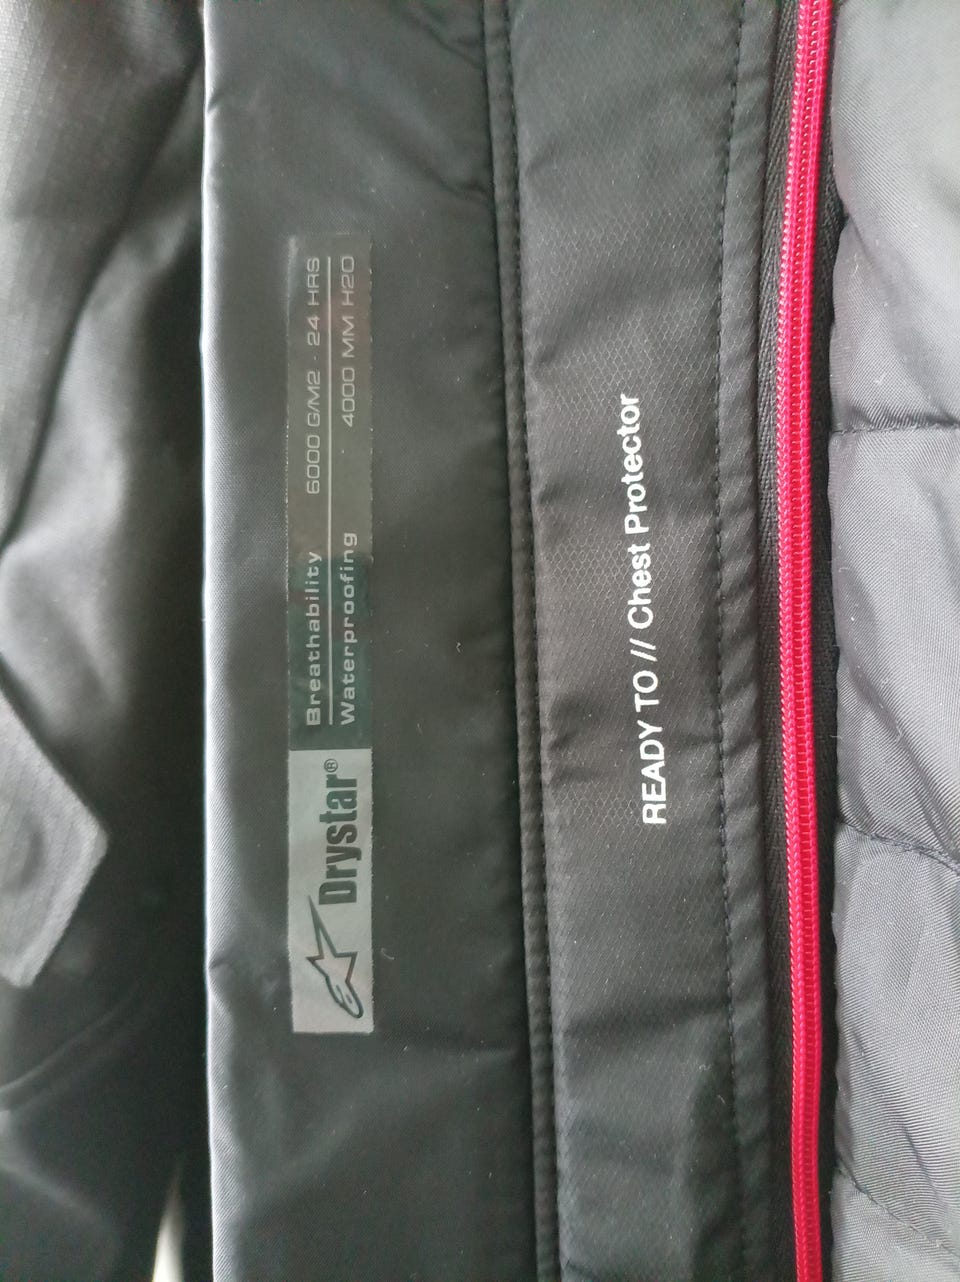 Drystar®
Breathability 6000 G/M2 - 24 HRS
Waterproofing 4000 MM H2O
READY TO // Chest Protector